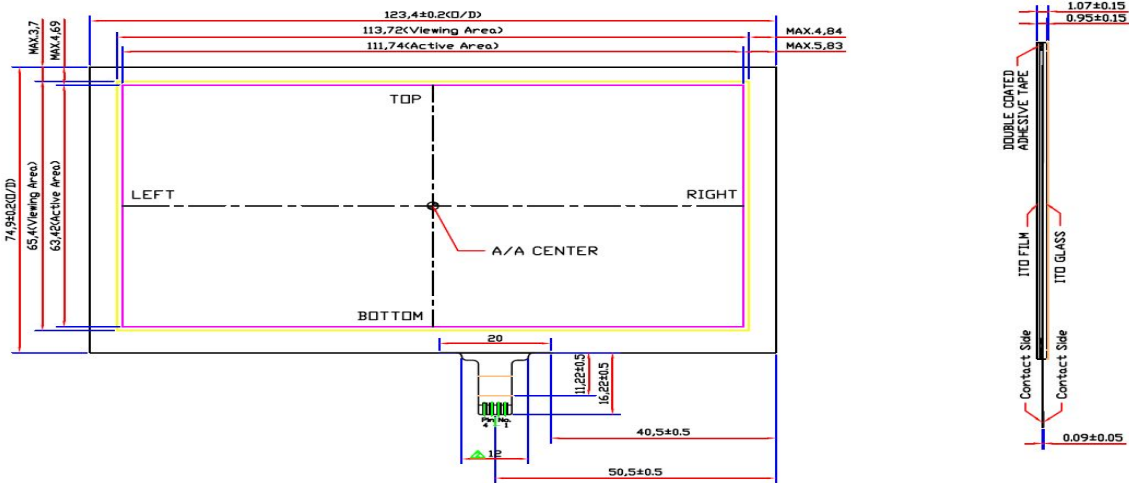 123,4±0.2(O/D)
113,72(Viewing Area)
111,74(Active Area)
MAX.4,84
MAX.5,83
MAX.3,7
MAX.4,69
74,9±0.2(O/D)
65,4(Viewing Area)
63,42(Active Area)
TOP
LEFT
RIGHT
A/A CENTER
BOTTOM
20
11,22±0.5
16,22±0.5
Pin No.
4 1
40,5±0.5
12
50,5±0.5
1.07±0.15
0.95±0.15
DOUBLE COATED
ADHESIVE TAPE
ITO FILM
ITO GLASS
Contact Side
Contact Side
0.09±0.05